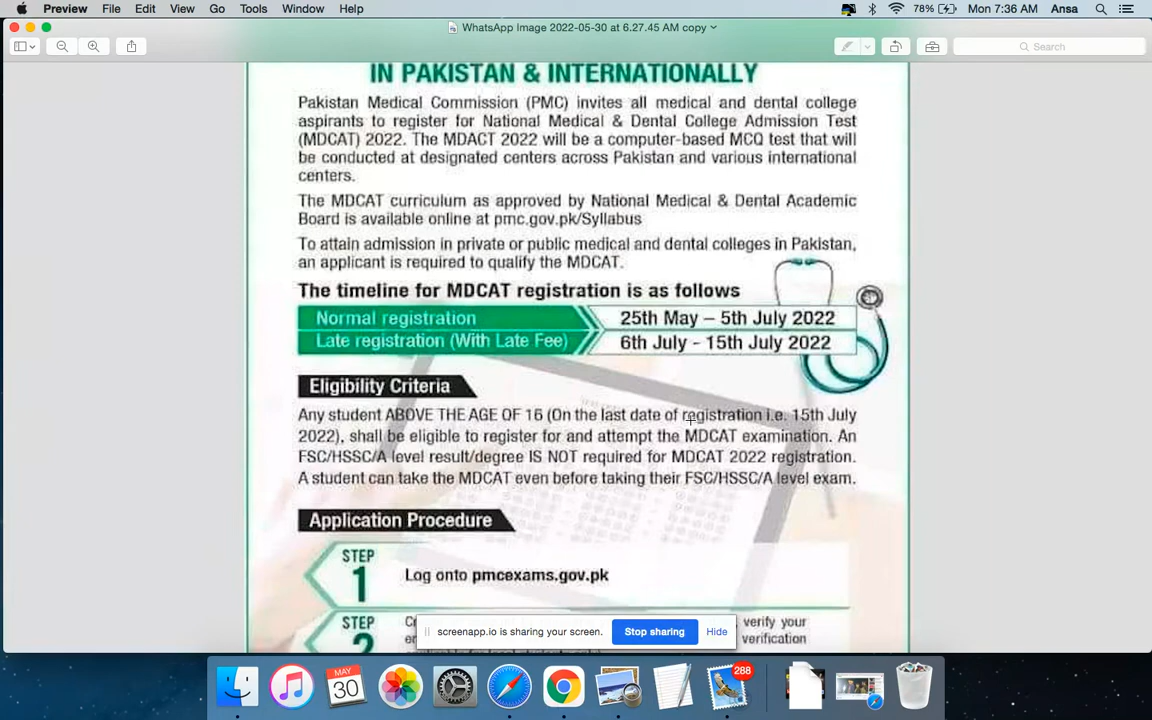 Preview File Edit View Go Tools Window Help 78% Mon 7:36 AM Ansa
WhatsApp Image 2022-05-30 at 6.27.45 AM copy
Search
IN PAKISTAN & INTERNATIONALLY
Pakistan Medical Commission (PMC) invites all medical and dental college
aspirants to register for National Medical & Dental College Admission Test
(MDCAT) 2022. The MDACT 2022 will be a computer-based MCQ test that will
be conducted at designated centers across Pakistan and various international
centers.
The MDCAT curriculum as approved by National Medical & Dental Academic
Board is available online at pmc.gov.pk/Syllabus
To attain admission in private or public medical and dental colleges in Pakistan,
an applicant is required to qualify the MDCAT.
The timeline for MDCAT registration is as follows
Normal registration 25th May – 5th July 2022
Late registration (With Late Fee) 6th July - 15th July 2022
Eligibility Criteria
Any student ABOVE THE AGE OF 16 (On the last date of registration i.e. 15th July
2022), shall be eligible to register for and attempt the MDCAT examination. An
FSC/HSSC/A level result/degree IS NOT required for MDCAT 2022 registration.
A student can take the MDCAT even before taking their FSC/HSSC/A level exam.
Application Procedure
STEP
1
Log onto pmcexams.gov.pk
STEP
2
verify your
verification
screenapp.io is sharing your screen. Stop sharing Hide
MAY
30
288